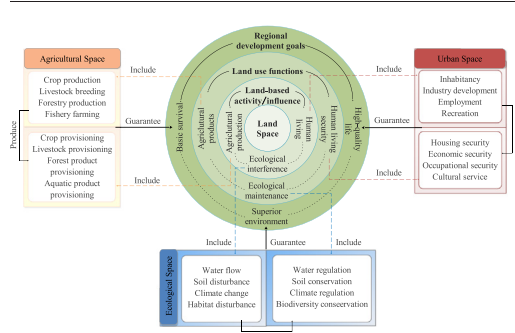 Regional
development goals
Land use functions
Land-based
activity/influence
Land
Space
Agricultural Space
Crop production
Livestock breeding
Forestry production
Fishery farming
Crop provisioning
Livestock provisioning
Forest product
provisioning
Aquatic product
provisioning
Produce
Include
Guarantee
Include
Basic survival
Agricultural
products
Agricultural
production
Human
living
Human living
security
High-quality
life
Ecological
interference
Ecological
maintenance
Superior
environment
Urban Space
Inhabitancy
Industry development
Employment
Recreation
Housing security
Economic security
Occupational security
Cultural service
Include
Guarantee
Include
Include
Guarantee
Include
Ecological Space
Water flow
Soil disturbance
Climate change
Habitat disturbance
Water regulation
Soil conservation
Climate regulation
Biodiversity conseervation